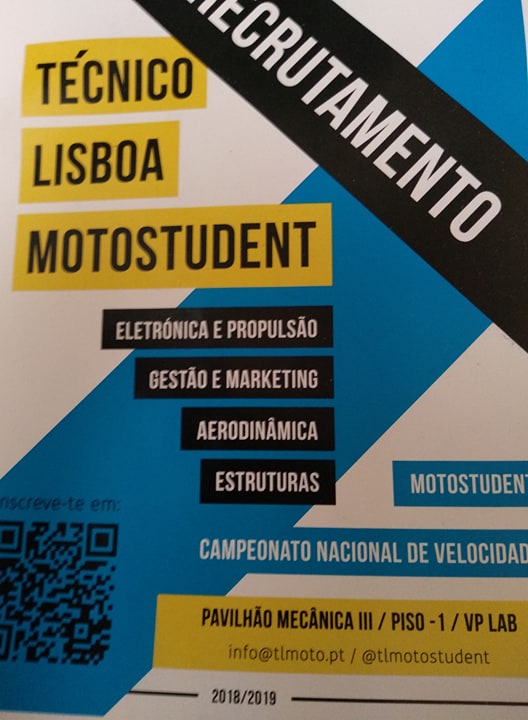 RECRUTAMENTO
TÉCNICO
LISBOA
MOTOSTUDENT
ELETRÓNICA E PROPULSÃO
GESTÃO E MARKETING
AERODINÂMICA
ESTRUTURAS
MOTOSTUDENT
nscreve-te em:
CAMPEONATO NACIONAL DE VELOCIDAD
PAVILHÃO MECÂNICA III / PISO -1 / VP LAB
info@tlmoto.pt / @tlmotostudent
2018/2019